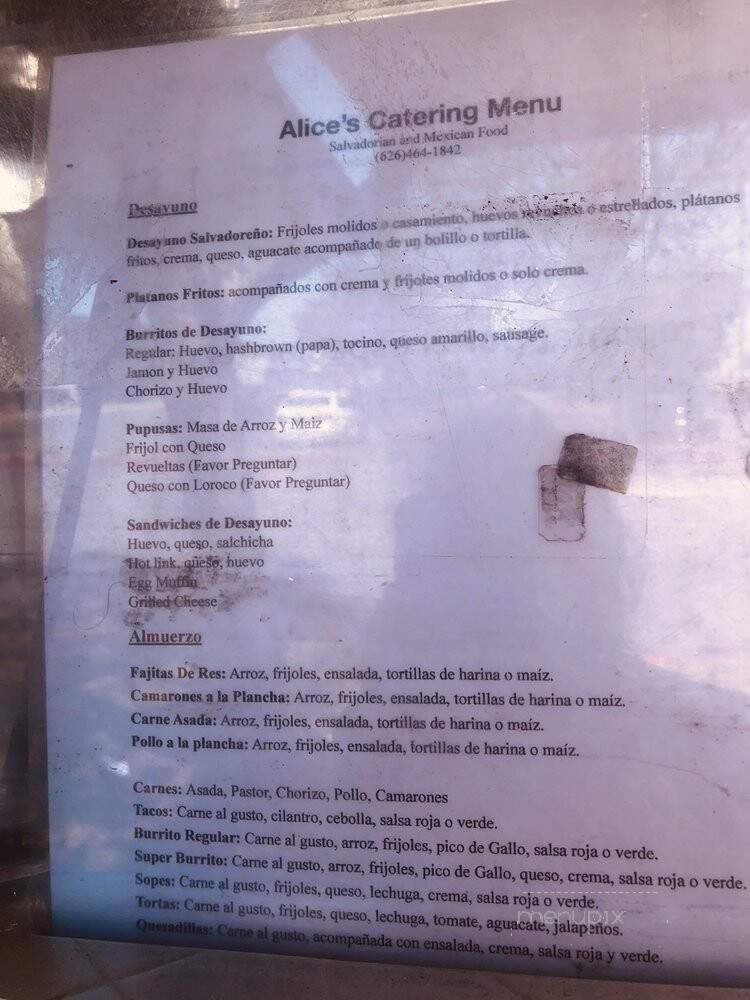 Alice's Catering Menu
Salvadorian and Mexican Food
(626)464-1842
Desayuno
Desayuno Salvadoreño: Frijoles molidos o casamiento, huevos o estrellados, plátanos
fritos, crema, queso, aguacate acompañado de un bolillo o tortilla.
Platanos Fritos: acompañados con crema y frijoles molidos o solo crema.
Burritos de Desayuno:
Regular: Huevo, hashbrown (papa), tocino, queso amarillo, sausage.
Jamon y Huevo
Chorizo y Huevo
Pupusas: Masa de Arroz y Maiz
Frijol con Queso
Revueltas (Favor Preguntar)
Queso con Loroco (Favor Preguntar)
Sandwiches de Desayuno:
Huevo, queso, salchicha
Hot link, queso, huevo
Egg Muffin
Grilled Cheese
Almuerzo
Fajitas De Res: Arroz, frijoles, ensalada, tortillas de harina o maíz.
Camarones a la Plancha: Arroz, frijoles, ensalada, tortillas de harina o maíz.
Carne Asada: Arroz, frijoles, ensalada, tortillas de harina o maíz.
Pollo a la plancha: Arroz, frijoles, ensalada, tortillas de harina o maíz.
Carnes: Asada, Pastor, Chorizo, Pollo, Camarones
Tacos: Carne al gusto, cilantro, cebolla, salsa roja o verde.
Burrito Regular: Carne al gusto, arroz, frijoles, pico de Gallo, salsa roja o verde.
Super Burrito: Carne al gusto, arroz, frijoles, pico de Gallo, queso, crema, salsa roja o verde.
Sopes: Carne al gusto, frijoles, queso, lechuga, crema, salsa roja o verde.
Tortas: Carne al gusto, frijoles, queso, lechuga, tomate, aguacate, jalapeños.
Quesadillas: Carne al gusto, acompañada con ensalada, crema, salsa roja y verde.
menupix